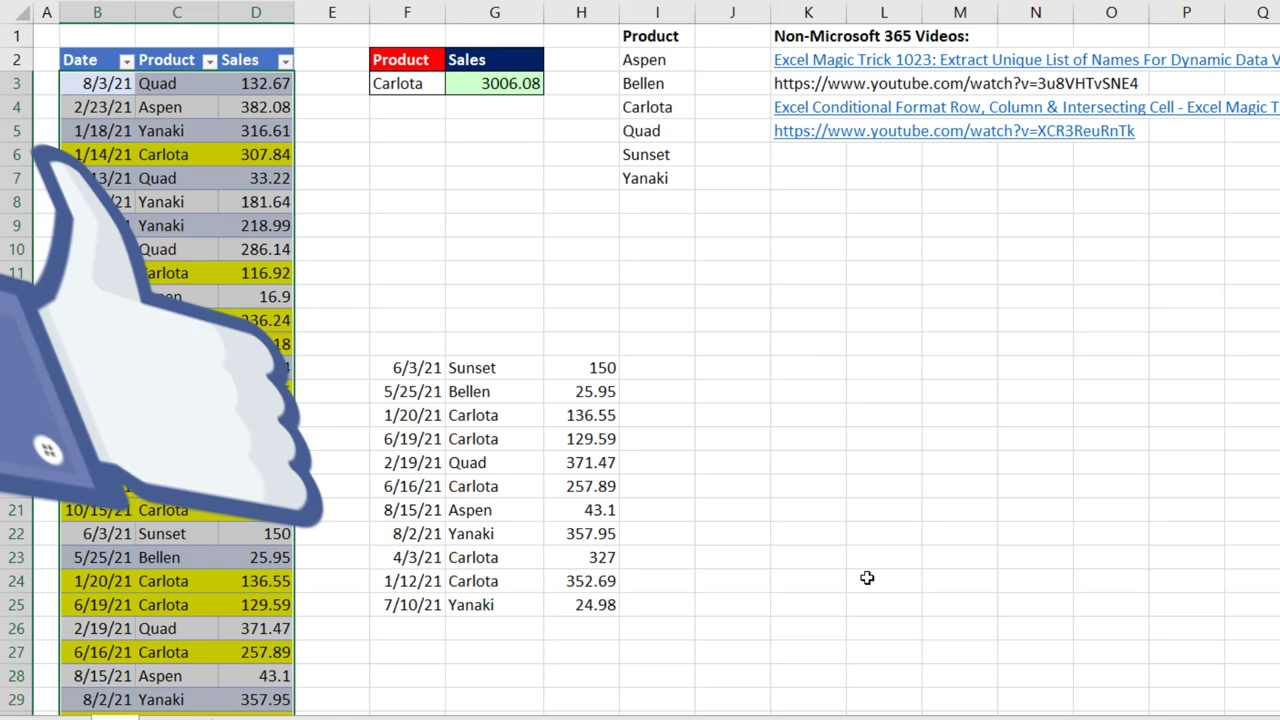 A B C D E F G H I J K L M N O P Q
1 Product Non-Microsoft 365 Videos:
2 Date Product Sales Product Sales Aspen Excel Magic Trick 1023: Extract Unique List of Names For Dynamic Data V
3 8/3/21 Quad 132.67 Carlota 3006.08 Bellen https://www.youtube.com/watch?v=3u8VHTvSNE4
4 2/23/21 Aspen 382.08 Carlota Excel Conditional Format Row, Column & Intersecting Cell - Excel Magic T
5 1/18/21 Yanaki 316.61 Quad https://www.youtube.com/watch?v=XCR3ReuRnTk
6 1/14/21 Carlota 307.84 Sunset
7 13/21 Quad 33.22 Yanaki
8 /21 Yanaki 181.64
9 Yanaki 218.99
10 Quad 286.14
11 arlota 116.92
16.9
236.24
18
6/3/21 Sunset 150
5/25/21 Bellen 25.95
1/20/21 Carlota 136.55
6/19/21 Carlota 129.59
2/19/21 Quad 371.47
6/16/21 Carlota 257.89
21 10/15/21 Carlota 8/15/21 Aspen 43.1
22 6/3/21 Sunset 150 8/2/21 Yanaki 357.95
23 5/25/21 Bellen 25.95 4/3/21 Carlota 327
24 1/20/21 Carlota 136.55 1/12/21 Carlota 352.69
25 6/19/21 Carlota 129.59 7/10/21 Yanaki 24.98
26 2/19/21 Quad 371.47
27 6/16/21 Carlota 257.89
28 8/15/21 Aspen 43.1
29 8/2/21 Yanaki 357.95